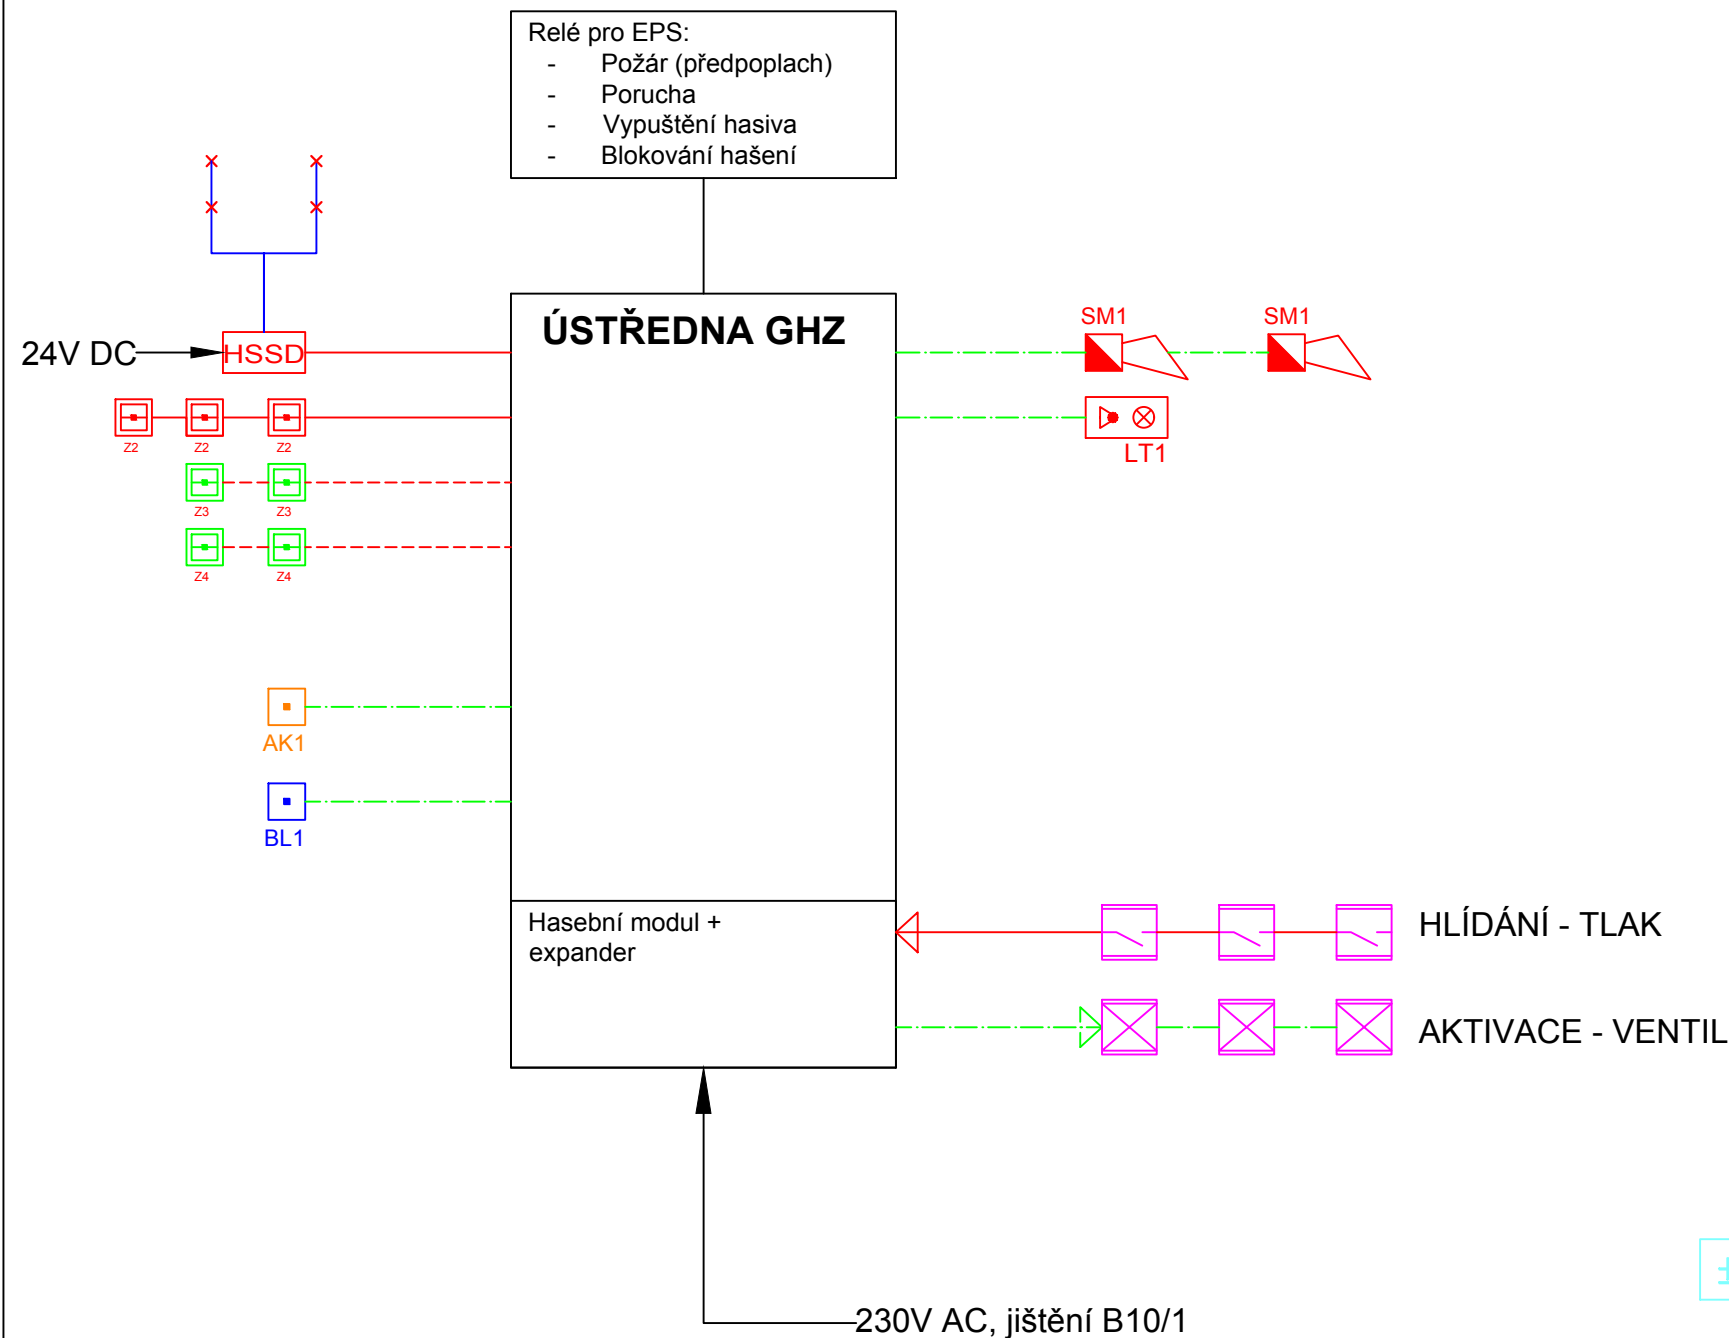 Relé pro EPS:
- Požár (předpoplach)
- Porucha
- Vypuštění hasiva
- Blokování hašení
ÚSTŘEDNA GHZ
SM1 SM1
24V DC HSSD
LT1
Z2 Z2 Z2
Z3 Z3
Z4 Z4
AK1
BL1
Hasební modul +
expander
HLÍDÁNÍ - TLAK
AKTIVACE - VENTIL
230V AC, jištění B10/1